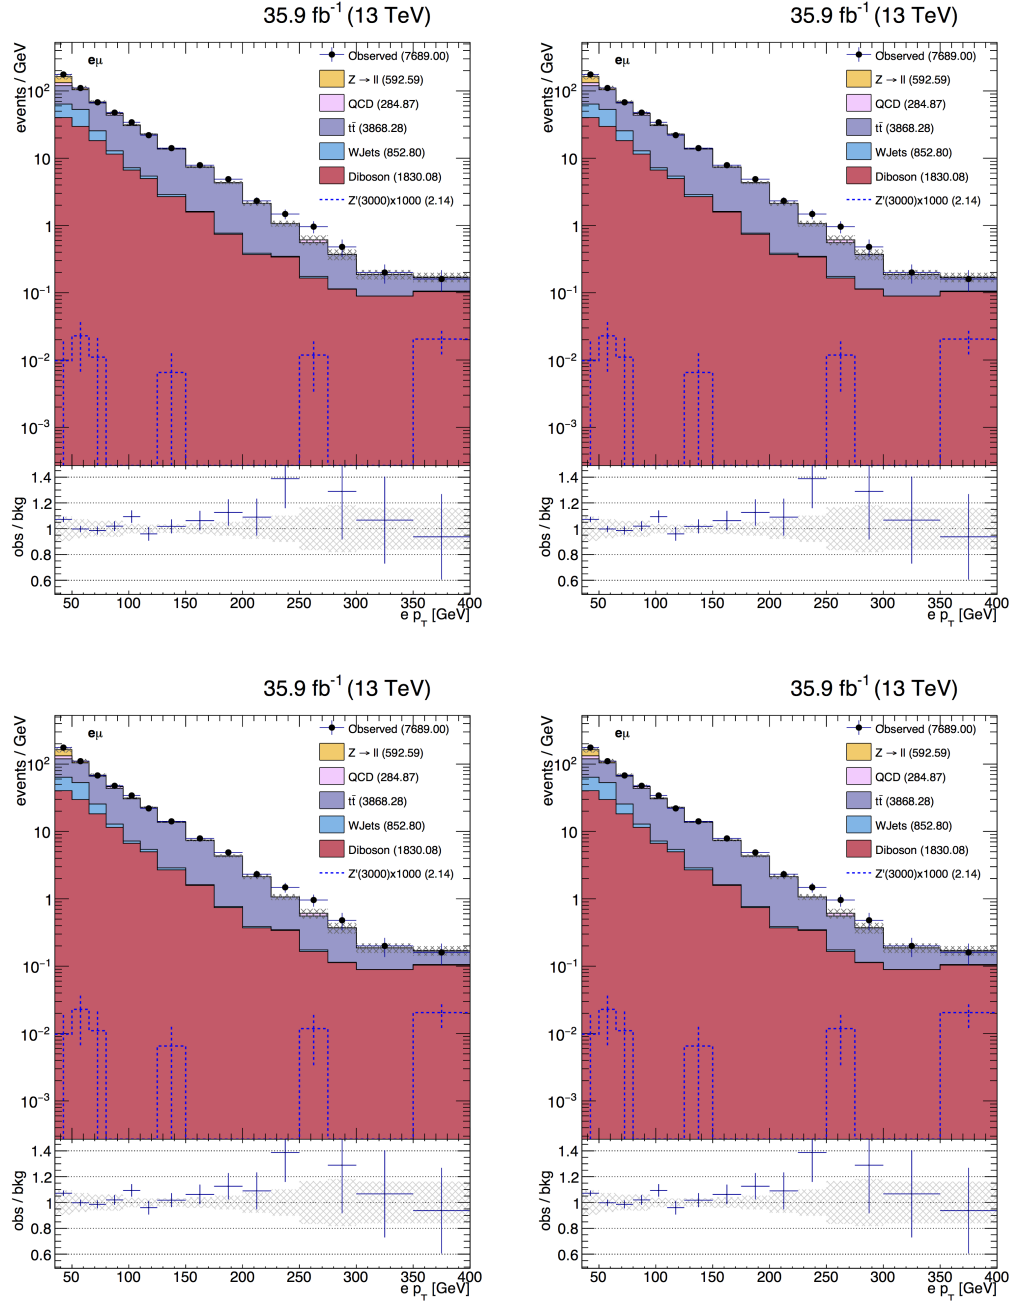 35.9 fb⁻¹ (13 TeV)
events / GeV
eμ
Observed (7689.00)
Z → ll (592.59)
QCD (284.87)
tt̄ (3868.28)
WJets (852.80)
Diboson (1830.08)
Z'(3000)x1000 (2.14)
10²
10
1
10⁻¹
10⁻²
10⁻³
obs / bkg
1.4
1.2
1
0.8
0.6
50 100 150 200 250 300 350 400
e p_T [GeV]
35.9 fb⁻¹ (13 TeV)
events / GeV
eμ
Observed (7689.00)
Z → ll (592.59)
QCD (284.87)
tt̄ (3868.28)
WJets (852.80)
Diboson (1830.08)
Z'(3000)x1000 (2.14)
10²
10
1
10⁻¹
10⁻²
10⁻³
obs / bkg
1.4
1.2
1
0.8
0.6
50 100 150 200 250 300 350 400
e p_T [GeV]
35.9 fb⁻¹ (13 TeV)
events / GeV
eμ
Observed (7689.00)
Z → ll (592.59)
QCD (284.87)
tt̄ (3868.28)
WJets (852.80)
Diboson (1830.08)
Z'(3000)x1000 (2.14)
10²
10
1
10⁻¹
10⁻²
10⁻³
obs / bkg
1.4
1.2
1
0.8
0.6
50 100 150 200 250 300 350 400
e p_T [GeV]
35.9 fb⁻¹ (13 TeV)
events / GeV
eμ
Observed (7689.00)
Z → ll (592.59)
QCD (284.87)
tt̄ (3868.28)
WJets (852.80)
Diboson (1830.08)
Z'(3000)x1000 (2.14)
10²
10
1
10⁻¹
10⁻²
10⁻³
obs / bkg
1.4
1.2
1
0.8
0.6
50 100 150 200 250 300 350 400
e p_T [GeV]